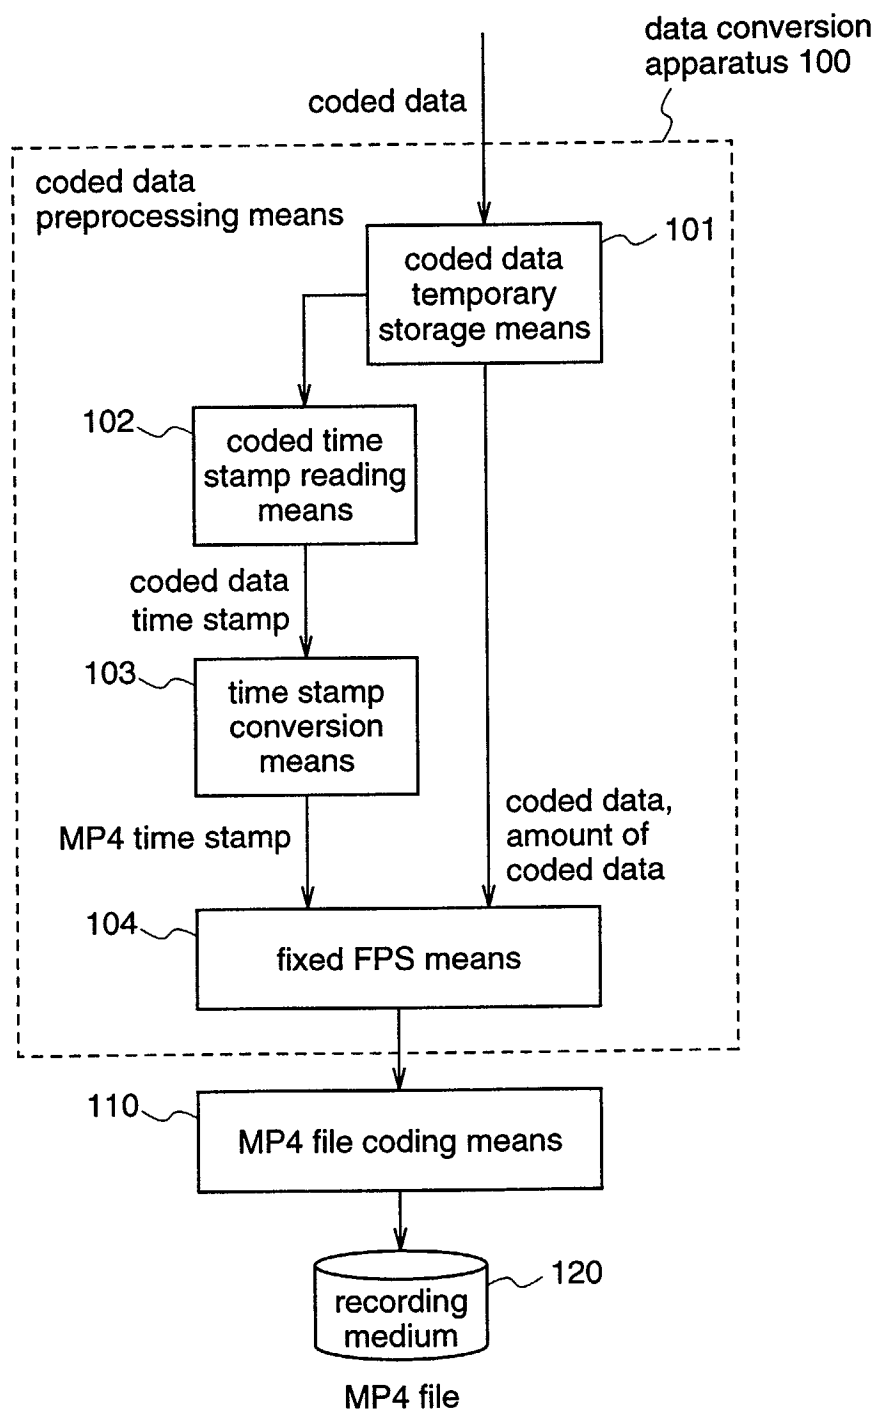 data conversion
apparatus 100
coded data
coded data
preprocessing means
101
coded data
temporary
storage means
102
coded time
stamp reading
means
coded data
time stamp
103
time stamp
conversion
means
MP4 time stamp
coded data,
amount of
coded data
104
fixed FPS means
110
MP4 file coding means
120
recording
medium
MP4 file